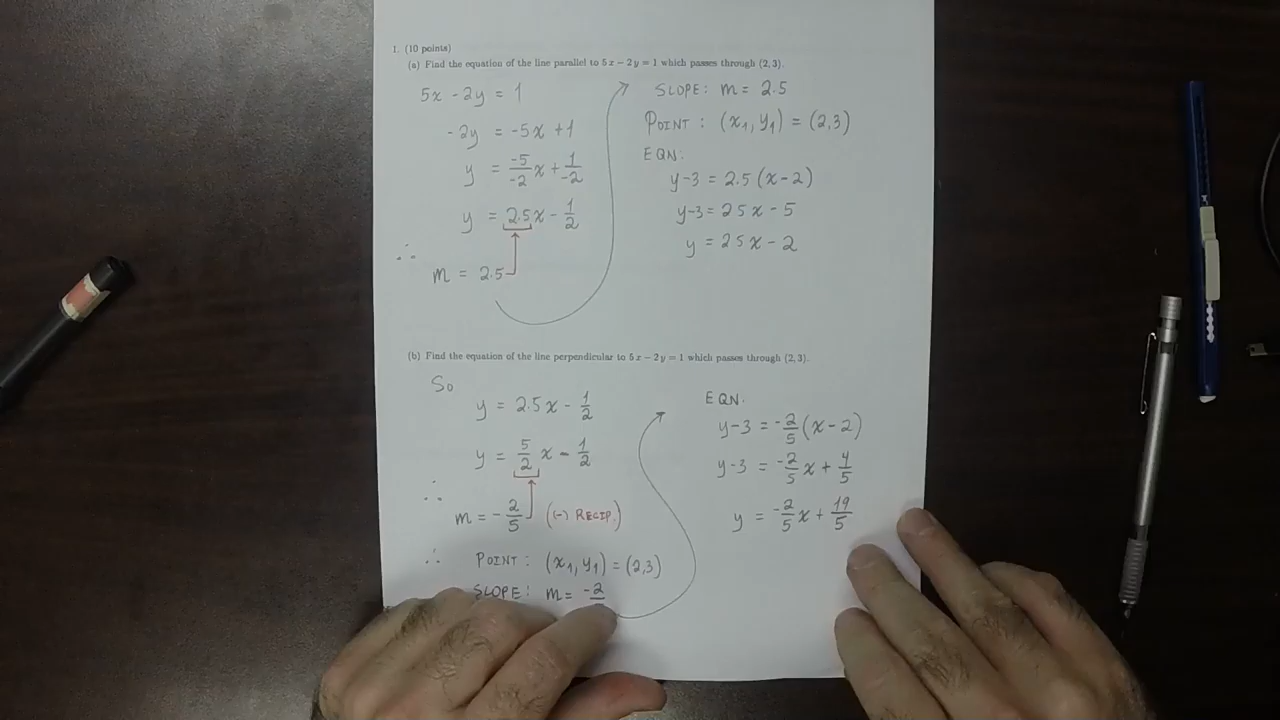 1. (10 points)
(a) Find the equation of the line parallel to 5x − 2y = 1 which passes through (2, 3).
5x - 2y = 1
-2y = -5x + 1
y = -5/-2 x + 1/-2
y = 2.5x - 1/2
∴
m = 2.5
SLOPE: m = 2.5
POINT: (x₁, y₁) = (2,3)
EQN:
y-3 = 2.5 (x-2)
y-3 = 2.5x - 5
y = 2.5x - 2
(b) Find the equation of the line perpendicular to 5x − 2y = 1 which passes through (2, 3).
So
y = 2.5x - 1/2
y = 5/2 x - 1/2
∴
m = -2/5 ((-) RECIP.)
∴ POINT: (x₁, y₁) = (2,3)
SLOPE: m = -2
EQN.
y-3 = -2/5 (x-2)
y-3 = -2/5 x + 4/5
y = -2/5 x + 19/5